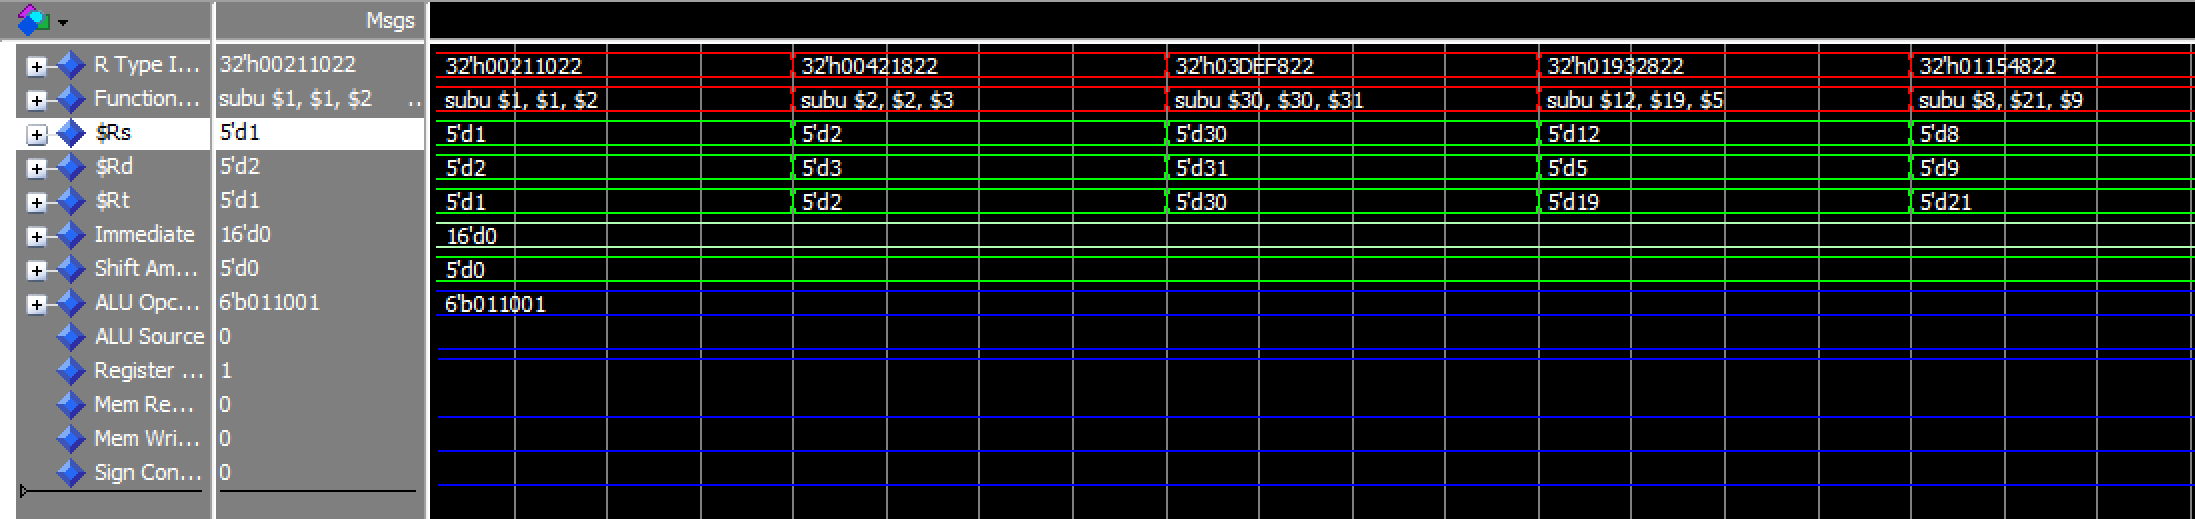 Msgs
R Type I... 32'h00211022 32'h00211022 32'h00421822 32'h03DEF822 32'h01932822 32'h01154822
Function... subu $1, $1, $2 .. subu $1, $1, $2 subu $2, $2, $3 subu $30, $30, $31 subu $12, $19, $5 subu $8, $21, $9
$Rs 5'd1 5'd1 5'd2 5'd30 5'd12 5'd8
$Rd 5'd2 5'd2 5'd3 5'd31 5'd5 5'd9
$Rt 5'd1 5'd1 5'd2 5'd30 5'd19 5'd21
Immediate 16'd0 16'd0
Shift Am... 5'd0 5'd0
ALU Opc... 6'b011001 6'b011001
ALU Source 0
Register ... 1
Mem Re... 0
Mem Wri... 0
Sign Con... 0